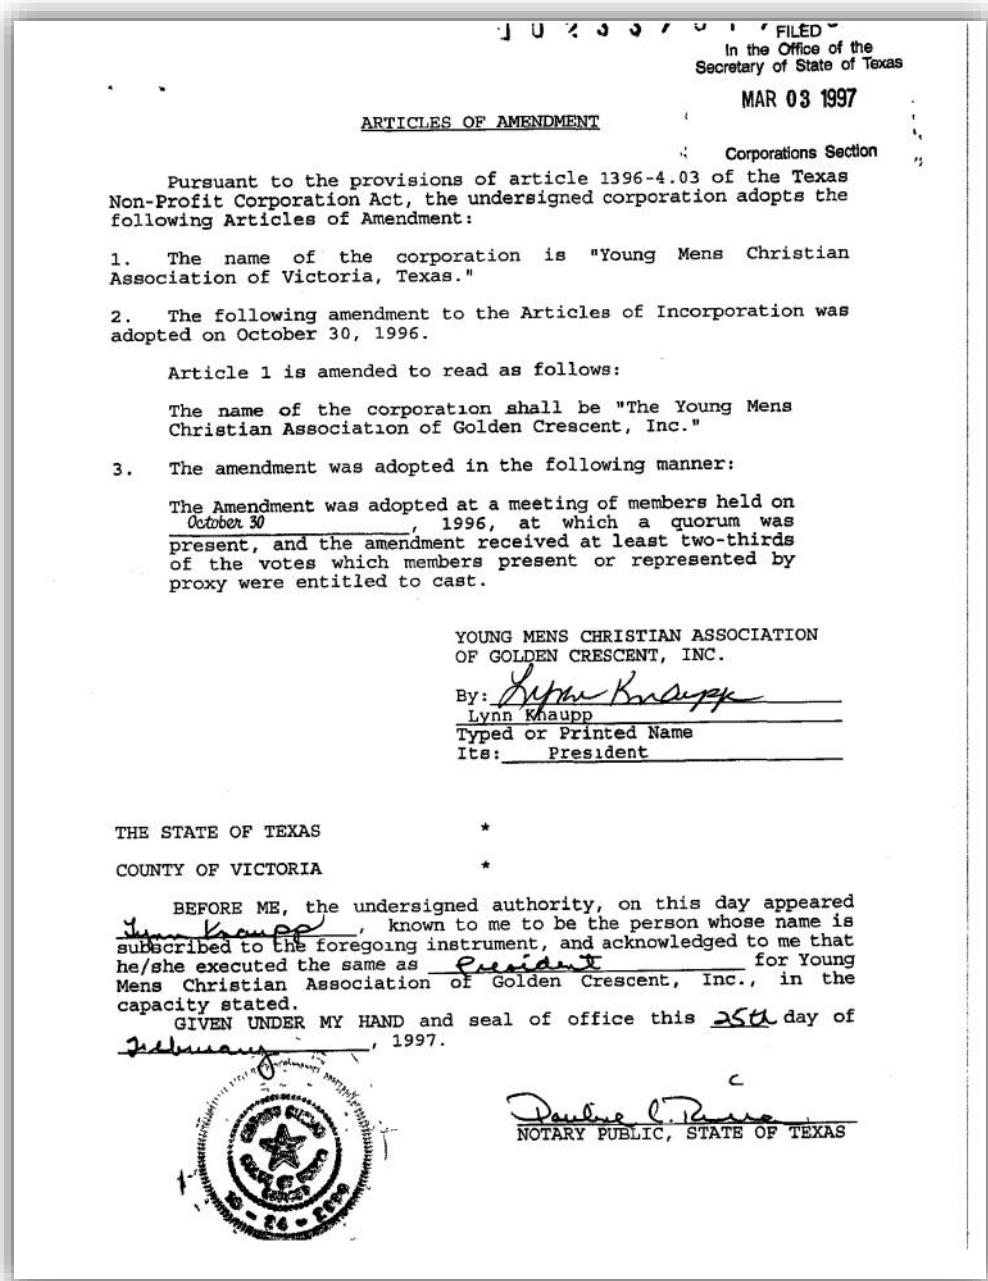 FILED
In the Office of the
Secretary of State of Texas
MAR 03 1997
ARTICLES OF AMENDMENT
Corporations Section
Pursuant to the provisions of article 1396-4.03 of the Texas
Non-Profit Corporation Act, the undersigned corporation adopts the
following Articles of Amendment:
1. The name of the corporation is "Young Mens Christian
Association of Victoria, Texas."
2. The following amendment to the Articles of Incorporation was
adopted on October 30, 1996.
Article 1 is amended to read as follows:
The name of the corporation shall be "The Young Mens
Christian Association of Golden Crescent, Inc."
3. The amendment was adopted in the following manner:
The Amendment was adopted at a meeting of members held on
October 30, 1996, at which a quorum was
present, and the amendment received at least two-thirds
of the votes which members present or represented by
proxy were entitled to cast.
YOUNG MENS CHRISTIAN ASSOCIATION
OF GOLDEN CRESCENT, INC.
By: Lynn Knaupp
Lynn Knaupp
Typed or Printed Name
Its: President
THE STATE OF TEXAS *
COUNTY OF VICTORIA *
BEFORE ME, the undersigned authority, on this day appeared
Lynn Knaupp, known to me to be the person whose name is
subscribed to the foregoing instrument, and acknowledged to me that
he/she executed the same as President for Young
Mens Christian Association of Golden Crescent, Inc., in the
capacity stated.
GIVEN UNDER MY HAND and seal of office this 25th day of
February, 1997.
Pauline C.
NOTARY PUBLIC, STATE OF TEXAS
10-24-2000